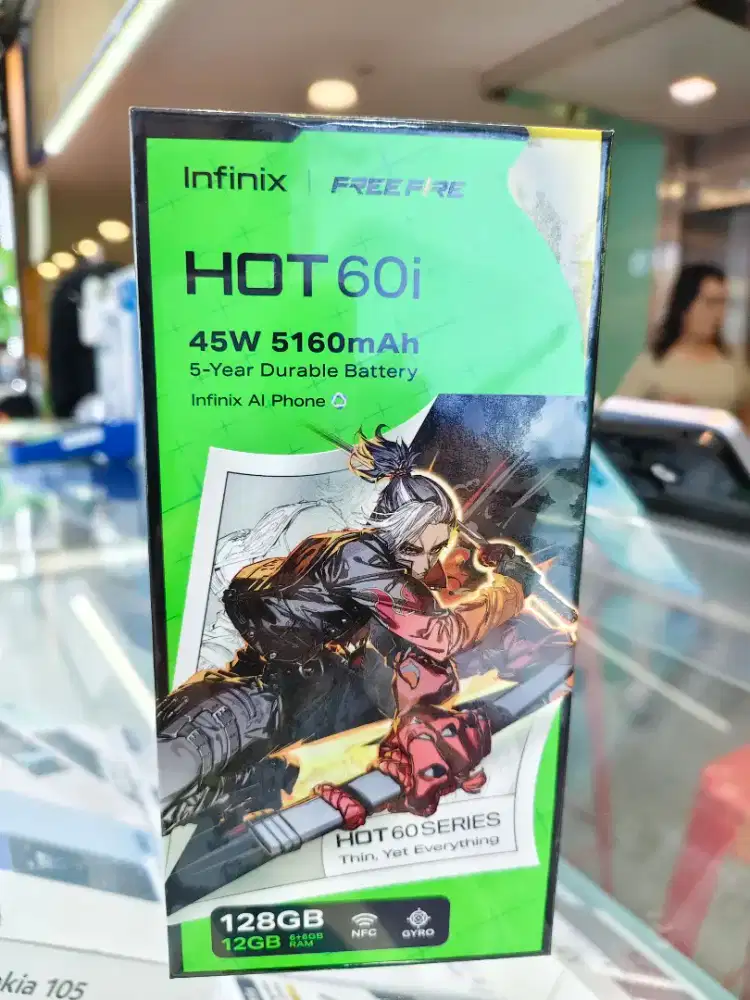 Infinix | FREE FIRE
HOT 60i
45W 5160mAh
5-Year Durable Battery
Infinix AI Phone
HOT 60 SERIES
Thin, Yet Everything
128GB
12GB 6+6GB RAM
NFC
GYRO
kia 105